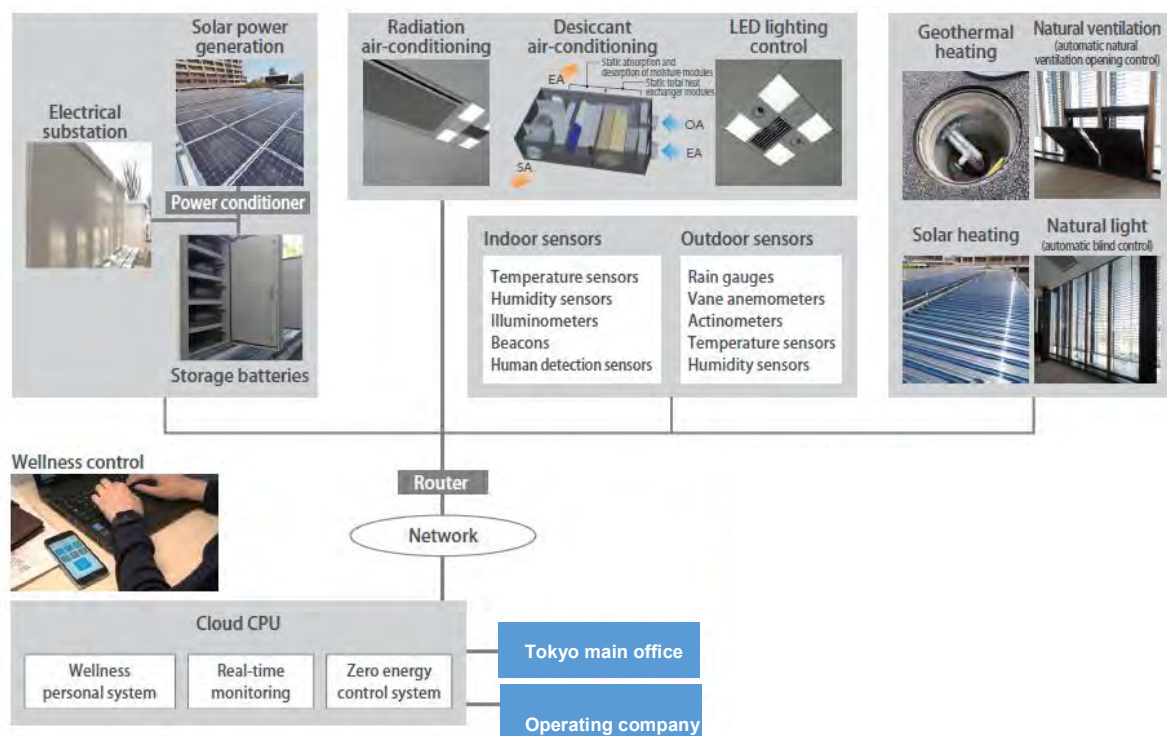 Solar power
generation
Electrical
substation
Power conditioner
Storage batteries
Radiation
air-conditioning
Desiccant
air-conditioning
Static absorption and
desorption of moisture modules
Static total heat
exchanger modules
EA
OA
EA
SA
LED lighting
control
Geothermal
heating
Natural ventilation
(automatic natural
ventilation opening control)
Solar heating
Natural light
(automatic blind control)
Indoor sensors
Temperature sensors
Humidity sensors
Illuminometers
Beacons
Human detection sensors
Outdoor sensors
Rain gauges
Vane anemometers
Actinometers
Temperature sensors
Humidity sensors
Wellness control
Router
Network
Cloud CPU
Wellness
personal system
Real-time
monitoring
Zero energy
control system
Tokyo main office
Operating company